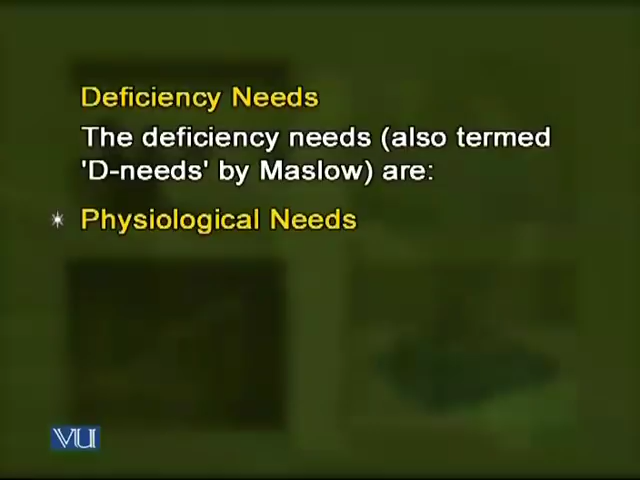 Deficiency Needs
The deficiency needs (also termed
'D-needs' by Maslow) are:
Physiological Needs
VU